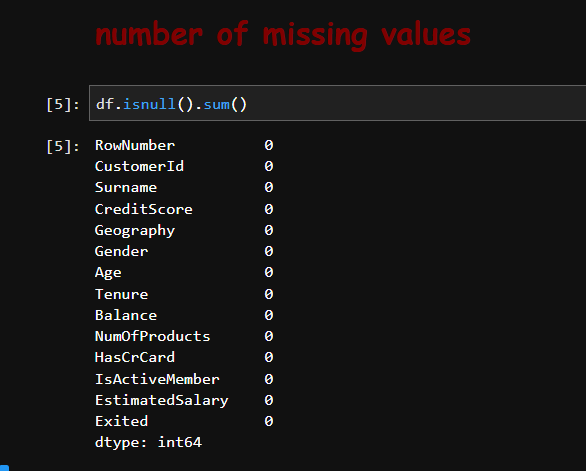 number of missing values
[5]: df.isnull().sum()
[5]: RowNumber 0
CustomerId 0
Surname 0
CreditScore 0
Geography 0
Gender 0
Age 0
Tenure 0
Balance 0
NumOfProducts 0
HasCrCard 0
IsActiveMember 0
EstimatedSalary 0
Exited 0
dtype: int64